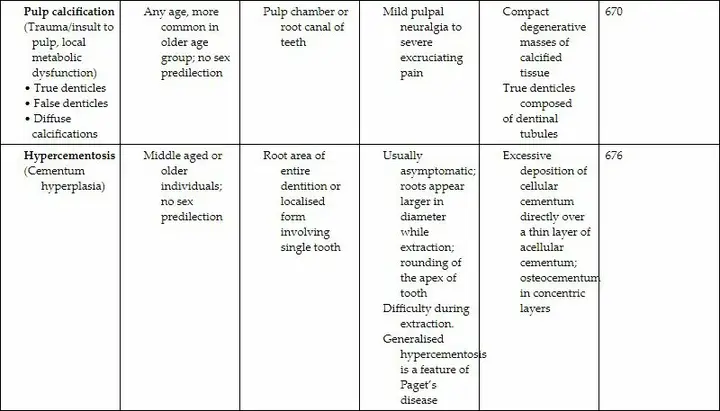 Pulp calcification
(Trauma/insult to
pulp, local
metabolic
dysfunction)
• True denticles
• False denticles
• Diffuse
calcifications
Any age, more
common in
older age
group; no sex
predilection
Pulp chamber or
root canal of
teeth
Mild pulpal
neuralgia to
severe
excruciating
pain
Compact
degenerative
masses of
calcified
tissue
True denticles
composed
of dentinal
tubules
670
Hypercementosis
(Cementum
hyperplasia)
Middle aged or
older
individuals;
no sex
predilection
Root area of
entire
dentition or
localised
form
involving
single tooth
Usually
asymptomatic;
roots appear
larger in
diameter
while
extraction;
rounding of
the apex of
tooth
Difficulty during
extraction.
Generalised
hypercementosis
is a feature of
Paget's
disease
Excessive
deposition of
cellular
cementum
directly over
a thin layer of
acellular
cementum;
osteocementum
in concentric
layers
676